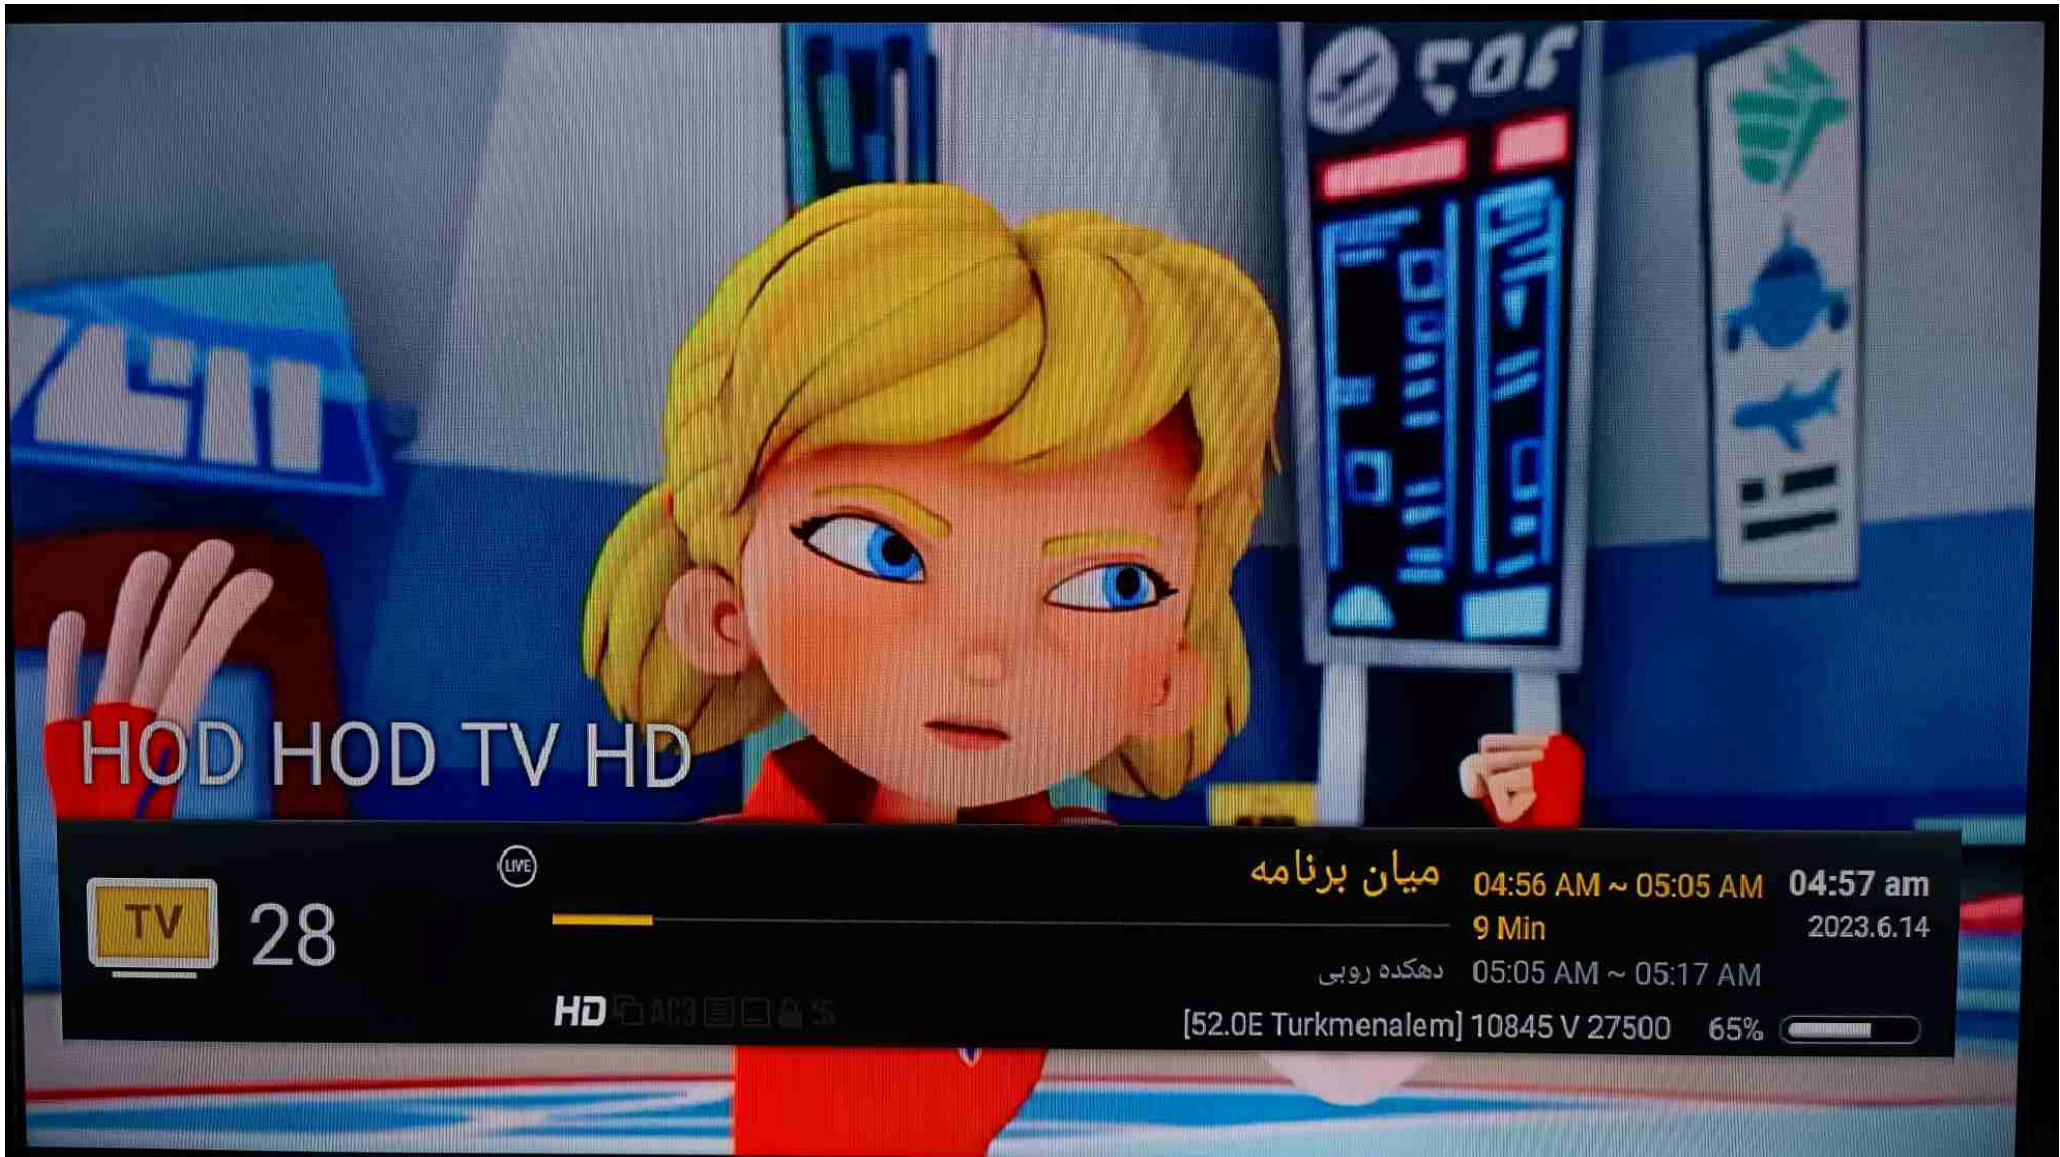 HOD HOD TV HD
LIVE
میان برنامه 04:56 AM ~ 05:05 AM 04:57 am
TV 28
9 Min 2023.6.14
دهکده روبی 05:05 AM ~ 05:17 AM
HD AC3
[52.0E Turkmenalem] 10845 V 27500 65%